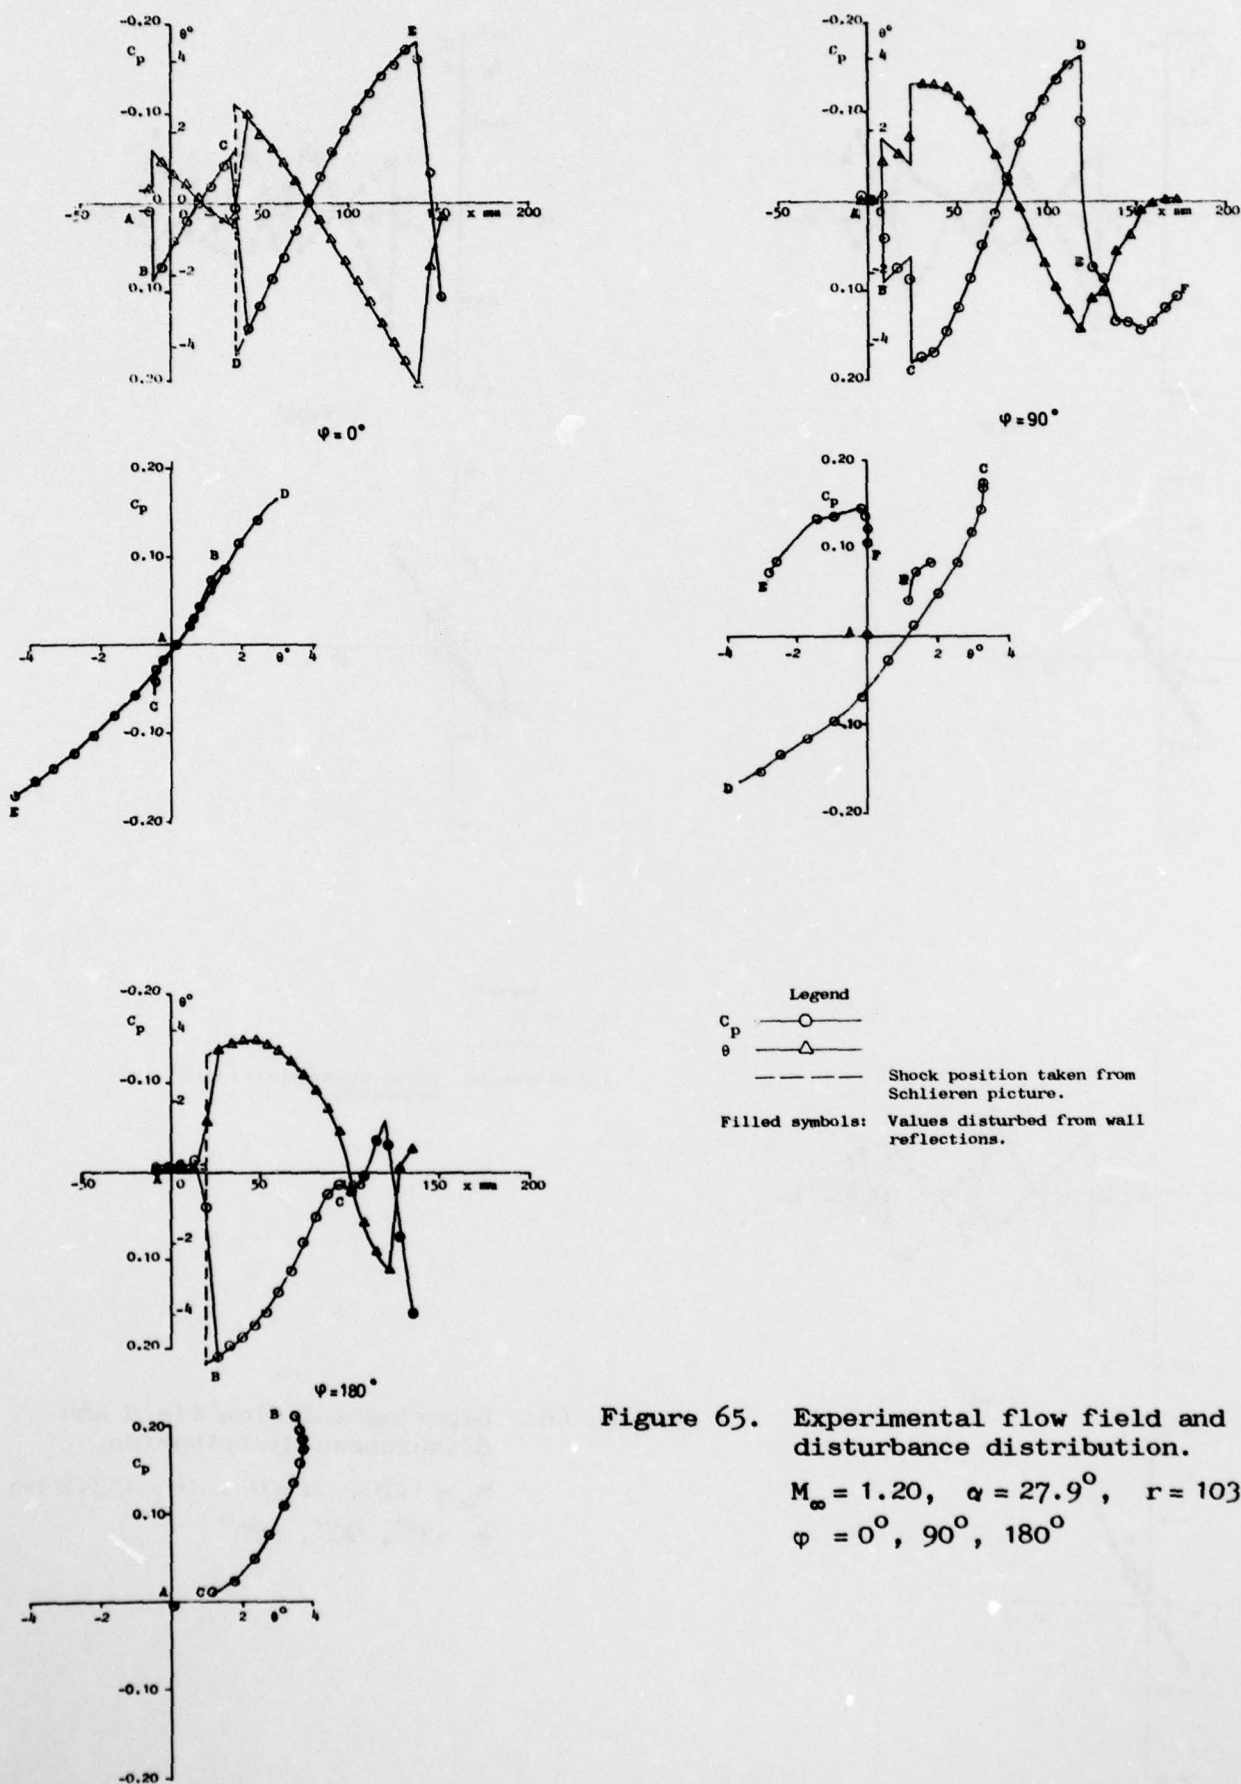 -0.20
θ°
C_p
4
E
-0.10
2
C
0
-50
A
0
50
100
150
x mm
200
B
-2
0.10
-4
D
0.20
φ = 0°
-0.20
θ°
D
C_p
4
-0.10
2
-50
A
0
50
100
150
x mm
200
-2
B
E
F
0.10
-4
C
0.20
φ = 90°
0.20
C_p
D
0.10
B
A
-4
-2
2
θ°
4
C
-0.10
E
-0.20
0.20
C
C_p
0.10
F
E
B
A
-4
-2
2
θ°
4
-.10
D
-0.20
-0.20
θ°
C_p
4
-0.10
2
-50
A
0
50
C
150
x mm
200
-2
0.10
-4
0.20
B
φ = 180°
Legend
C_p
θ
Shock position taken from
Schlieren picture.
Filled symbols: Values disturbed from wall
reflections.
0.20
B
C_p
0.10
A
C
-4
-2
2
θ°
4
-0.10
-0.20
Figure 65. Experimental flow field and
disturbance distribution.
M∞ = 1.20, α = 27.9°, r = 103
φ = 0°, 90°, 180°